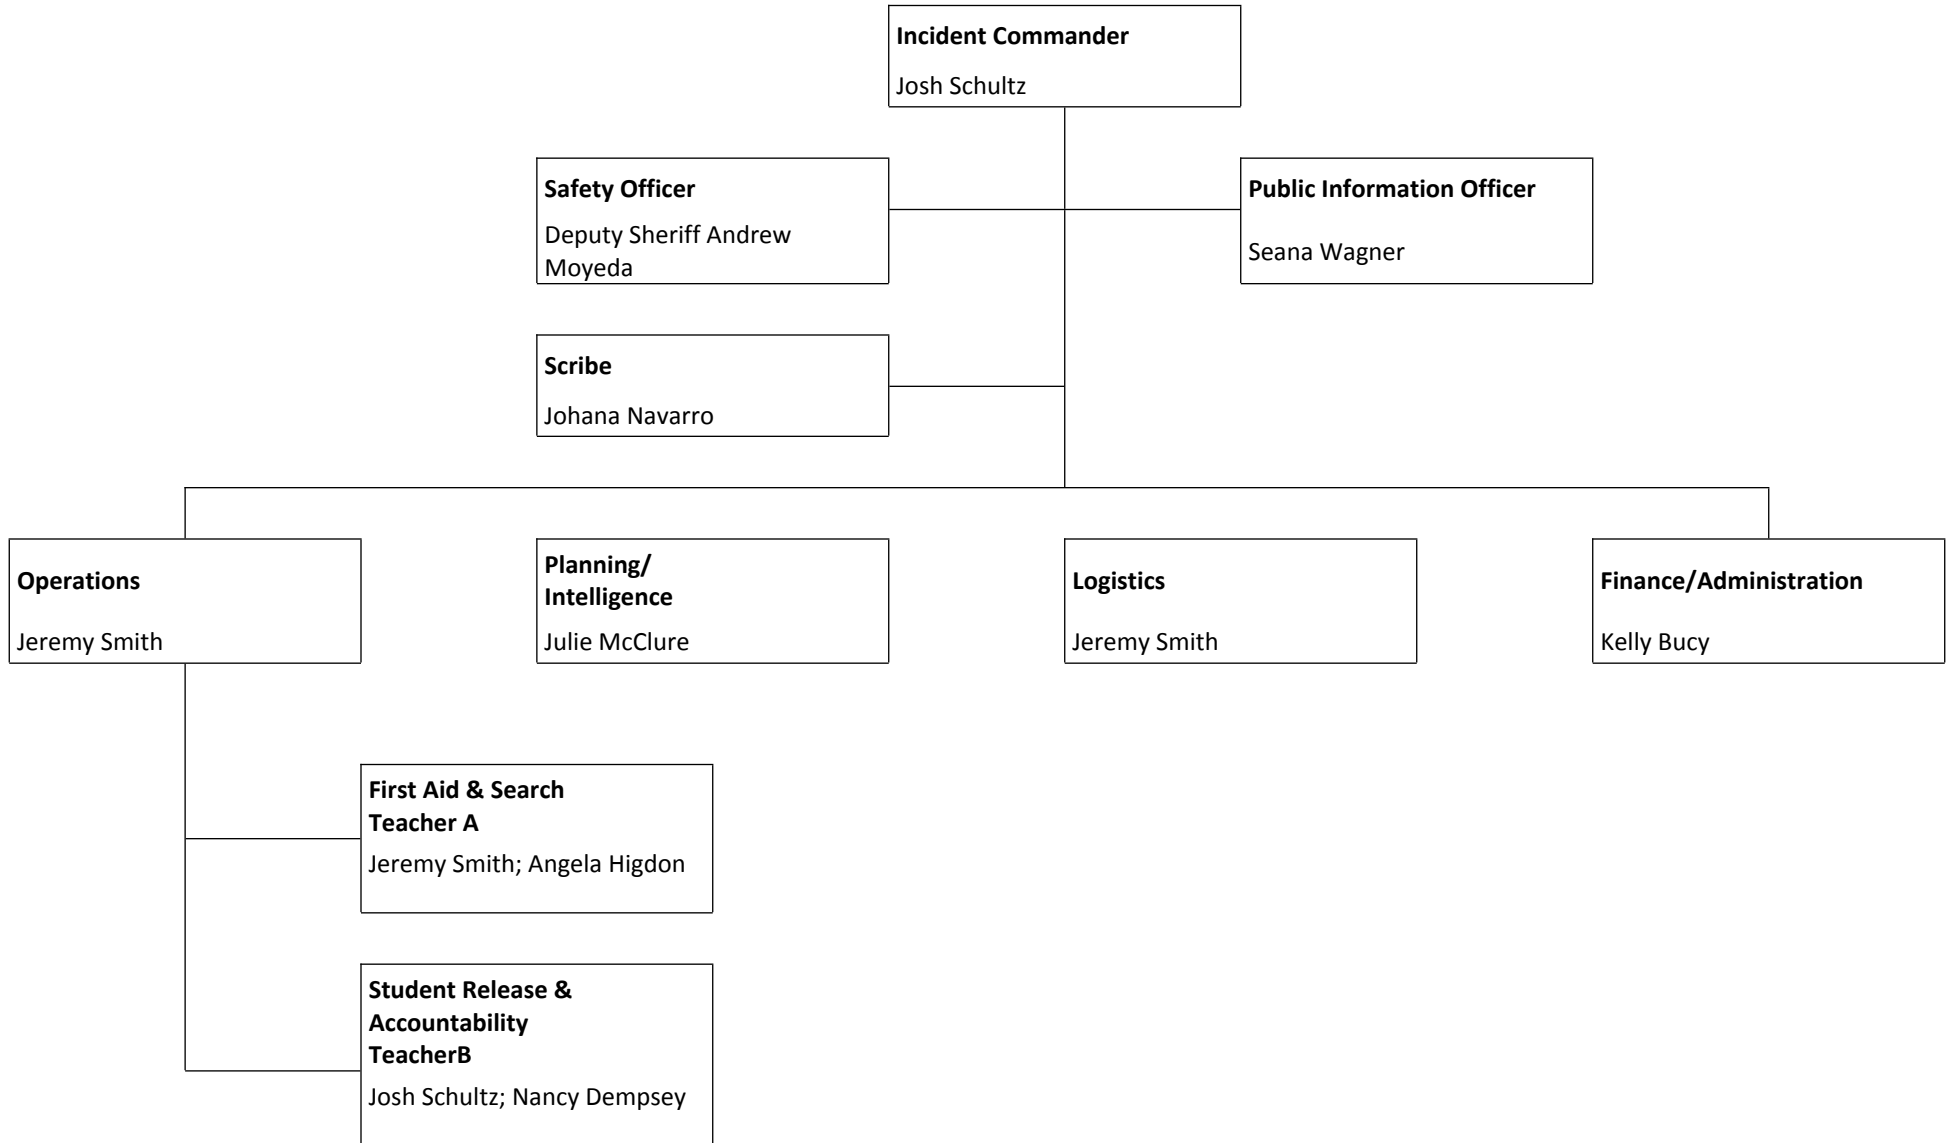 Incident Commander
Josh Schultz
Safety Officer
Deputy Sheriff Andrew
Moyeda
Public Information Officer
Seana Wagner
Scribe
Johana Navarro
Operations
Jeremy Smith
Planning/
Intelligence
Julie McClure
Logistics
Jeremy Smith
Finance/Administration
Kelly Bucy
First Aid & Search
Teacher A
Jeremy Smith; Angela Higdon
Student Release &
Accountability
TeacherB
Josh Schultz; Nancy Dempsey